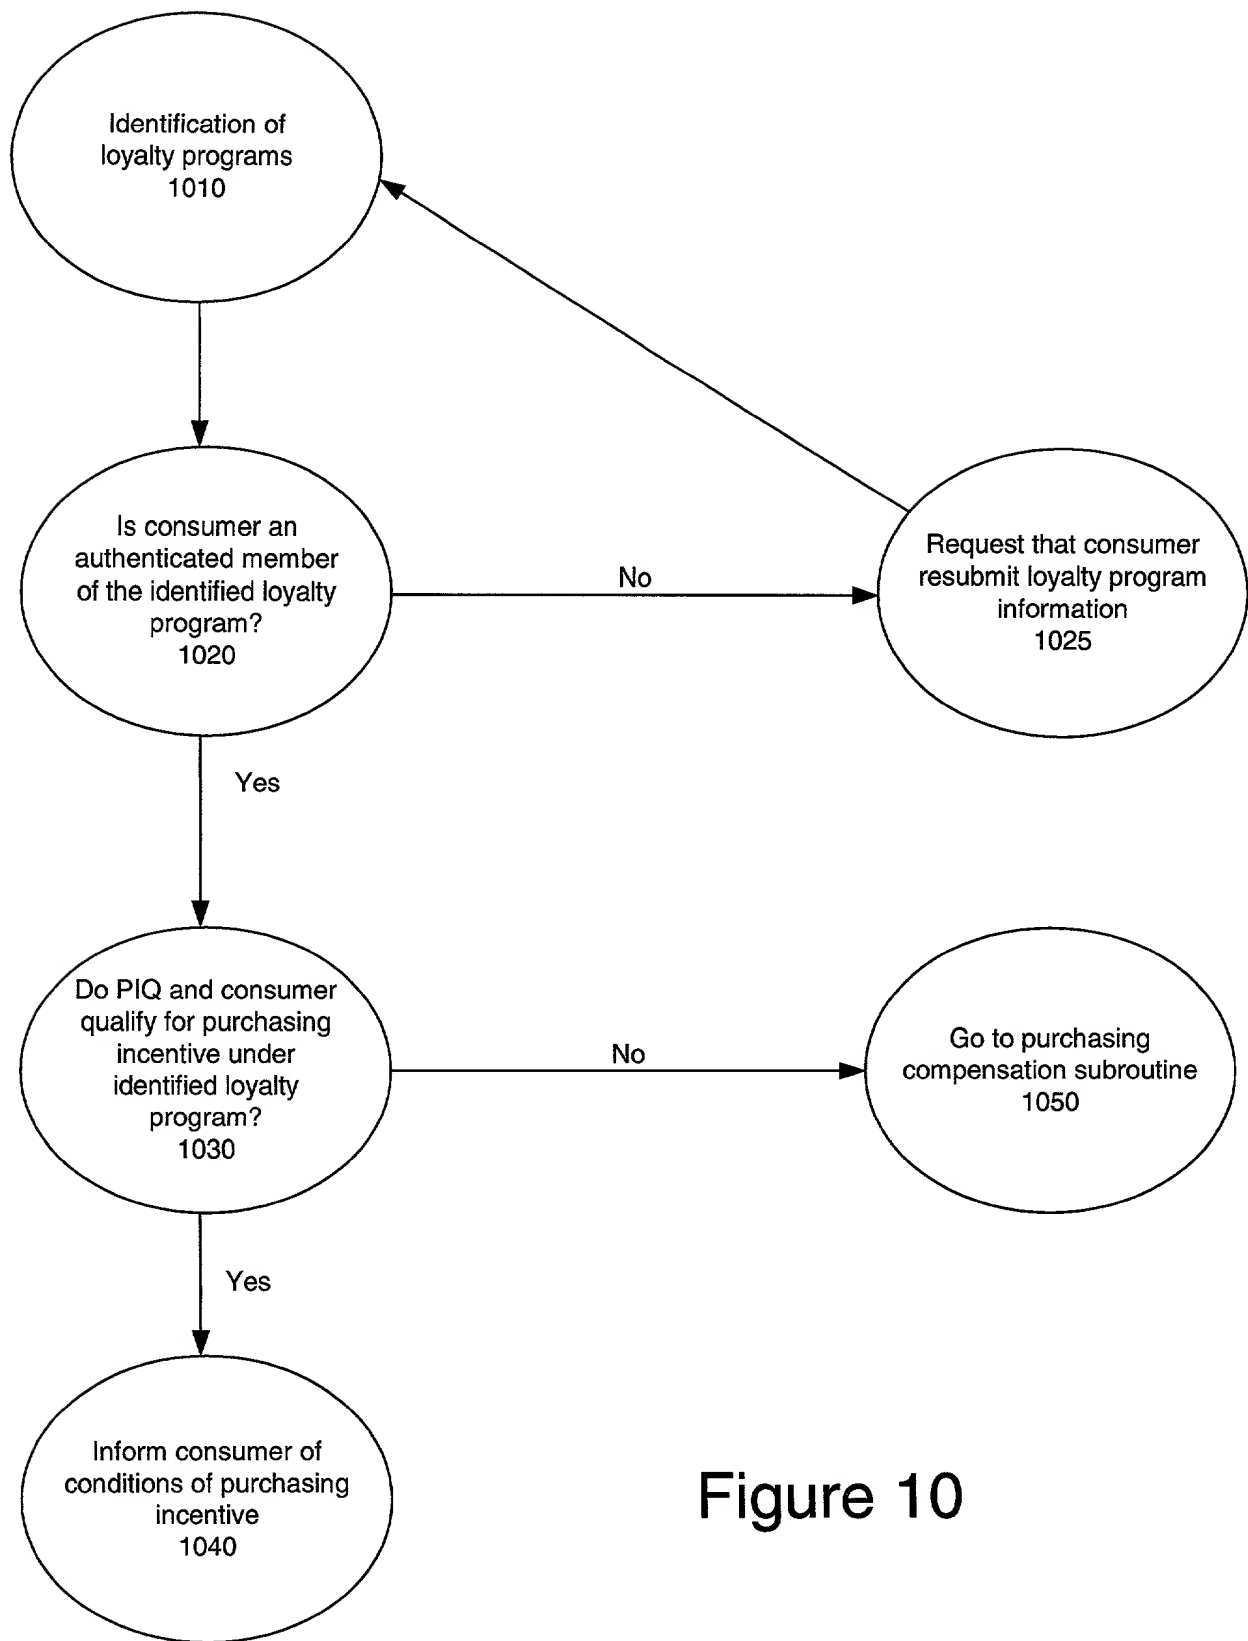 Identification of
loyalty programs
1010
Is consumer an
authenticated member
of the identified loyalty
program?
1020
No
Request that consumer
resubmit loyalty program
information
1025
Yes
Do PIQ and consumer
qualify for purchasing
incentive under
identified loyalty
program?
1030
No
Go to purchasing
compensation subroutine
1050
Yes
Inform consumer of
conditions of purchasing
incentive
1040
Figure 10